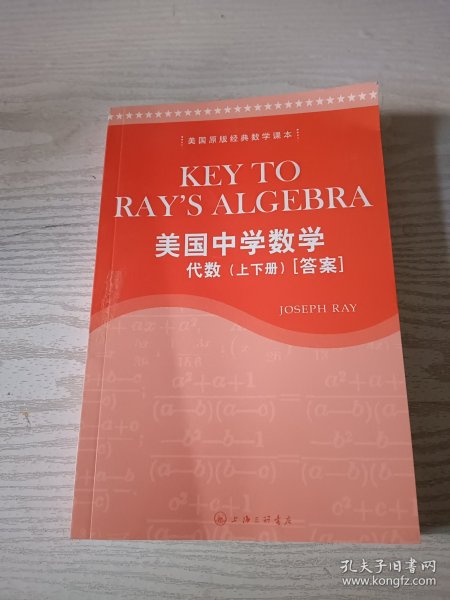 美国原版经典数学课本
KEY TO
RAY'S ALGEBRA
美国中学数学
代数（上下册）[答案]
JOSEPH RAY
上海三联书店
孔夫子旧书网
www.kongfz.com